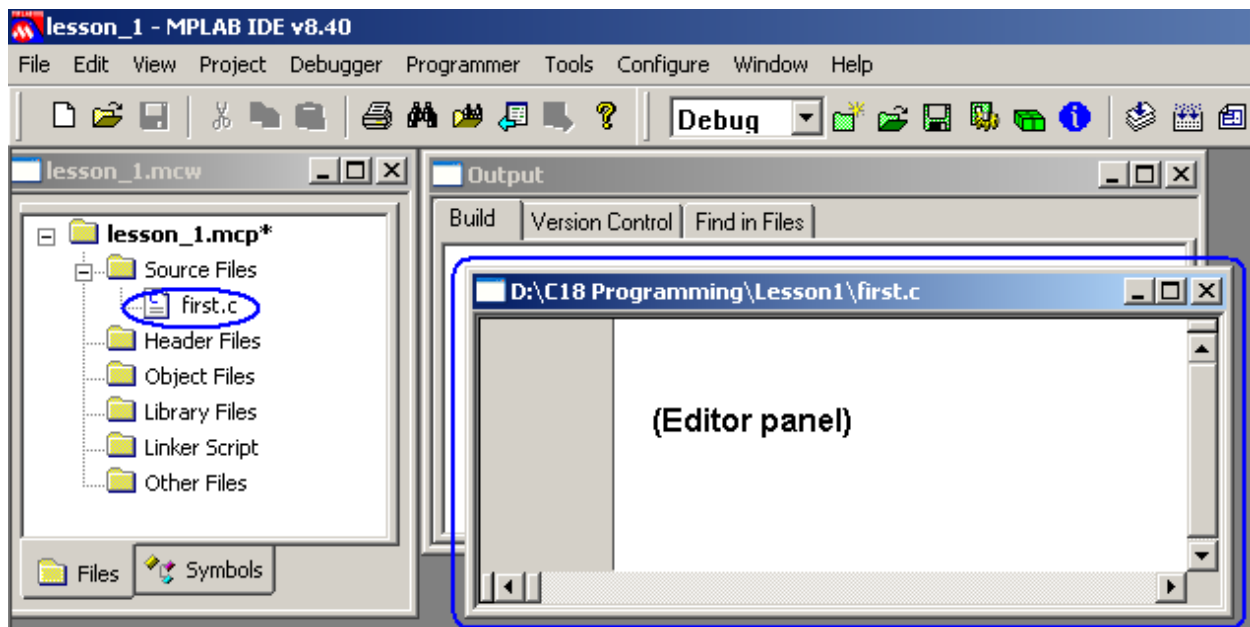 lesson_1 - MPLAB IDE v8.40
File Edit View Project Debugger Programmer Tools Configure Window Help
Debug
lesson_1.mcw
lesson_1.mcp*
Source Files
first.c
Header Files
Object Files
Library Files
Linker Script
Other Files
Files Symbols
Output
Build Version Control Find in Files
D:\C18 Programming\Lesson1\first.c
(Editor panel)